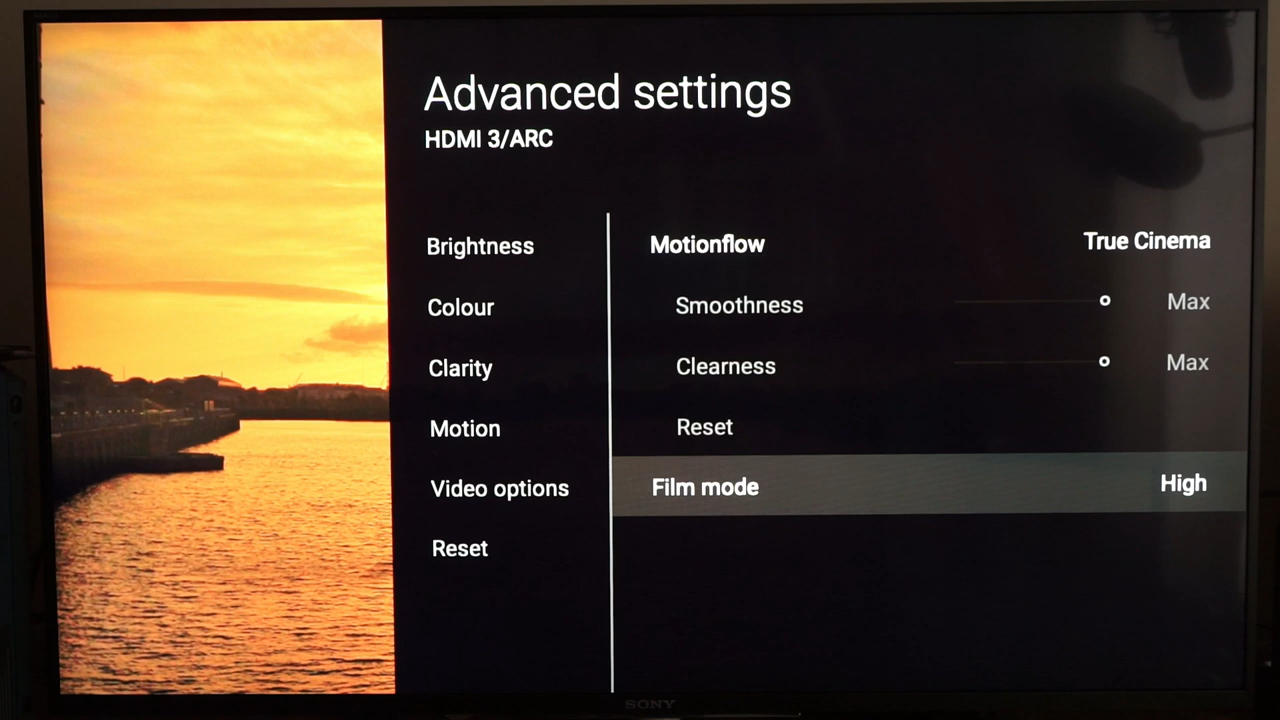 Advanced settings
HDMI 3/ARC
Brightness
Colour
Clarity
Motion
Video options
Reset
Motionflow True Cinema
Smoothness Max
Clearness Max
Reset
Film mode High
SONY